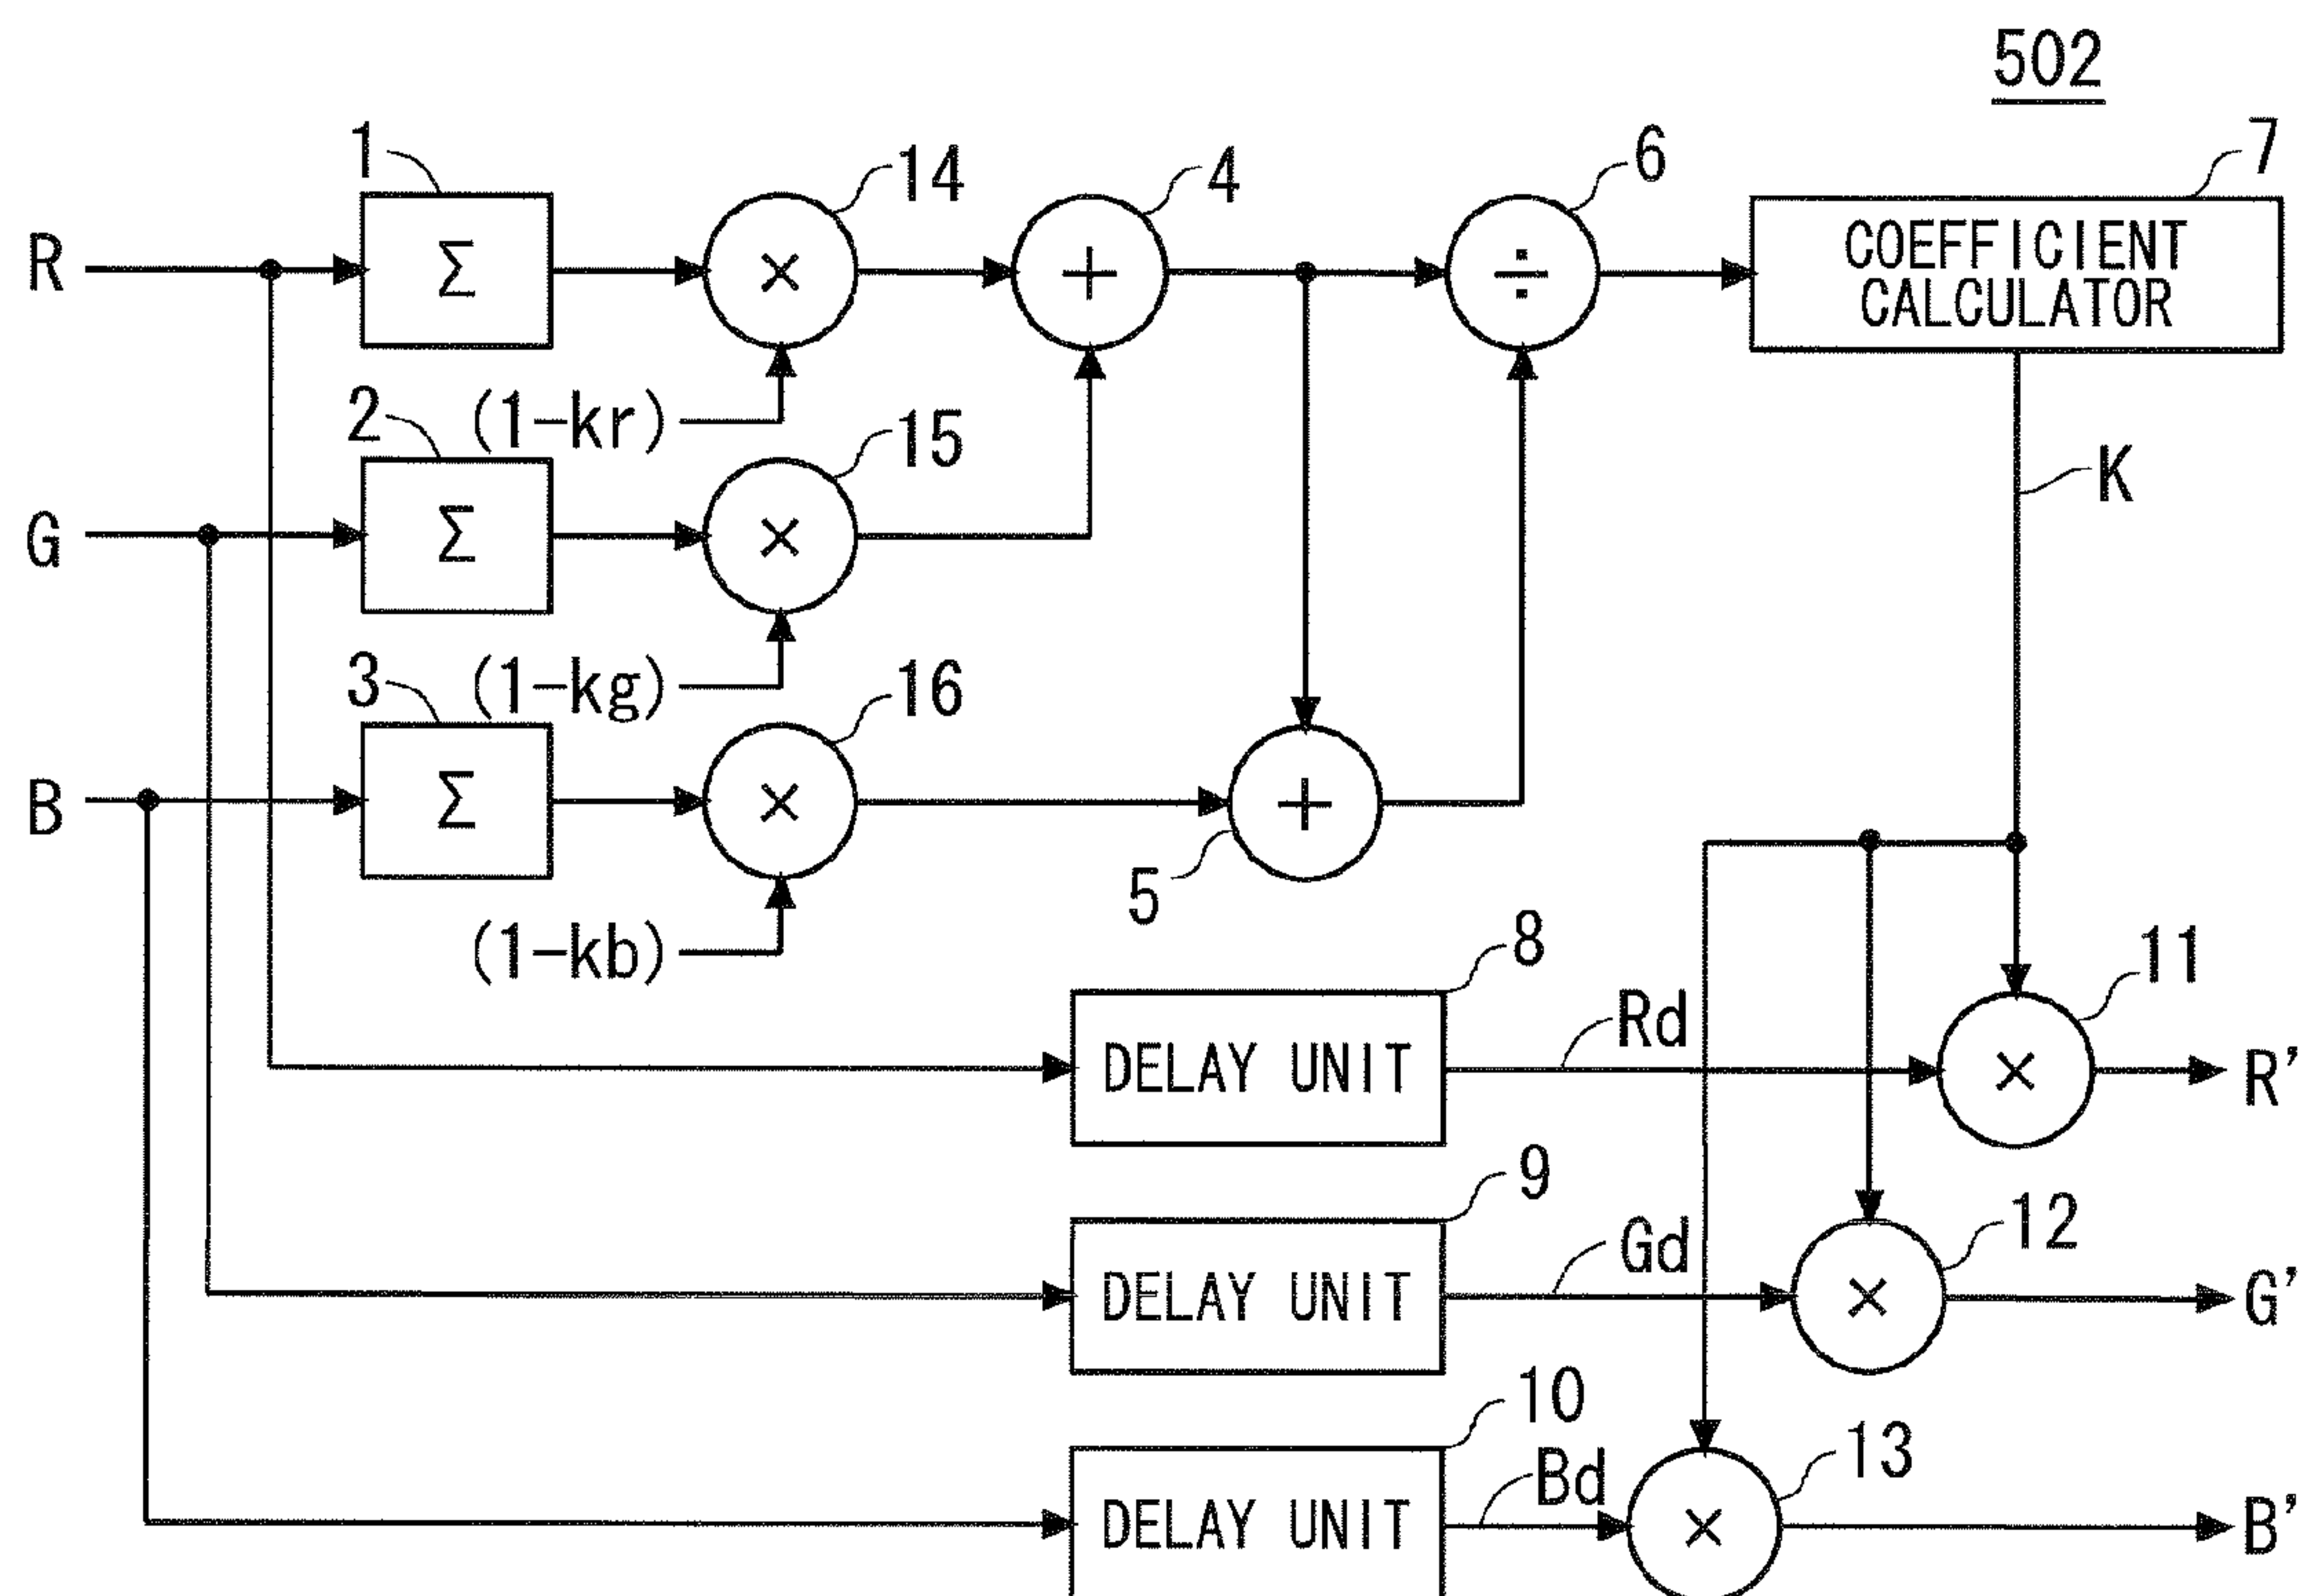 502
1
14
4
6
7
R
Σ
×
+
÷
COEFFICIENT
CALCULATOR
2
(1-kr)
15
K
G
Σ
×
3
(1-kg)
16
B
Σ
×
+
5
(1-kb)
8
11
Rd
DELAY UNIT
×
R'
9
12
Gd
DELAY UNIT
×
G'
10
13
Bd
DELAY UNIT
×
B'